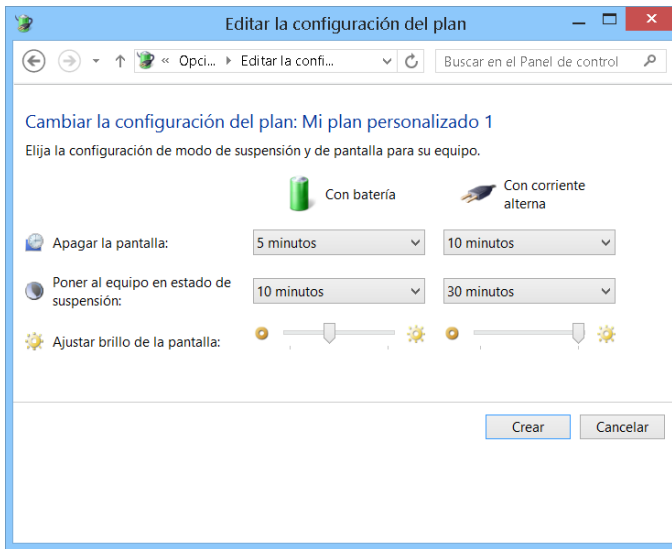 Editar la configuración del plan
« Opci... Editar la confi... Buscar en el Panel de control
Cambiar la configuración del plan: Mi plan personalizado 1
Elija la configuración de modo de suspensión y de pantalla para su equipo.
Con batería
Con corriente
alterna
Apagar la pantalla: 5 minutos 10 minutos
Poner al equipo en estado de
suspensión: 10 minutos 30 minutos
Ajustar brillo de la pantalla:
Crear Cancelar